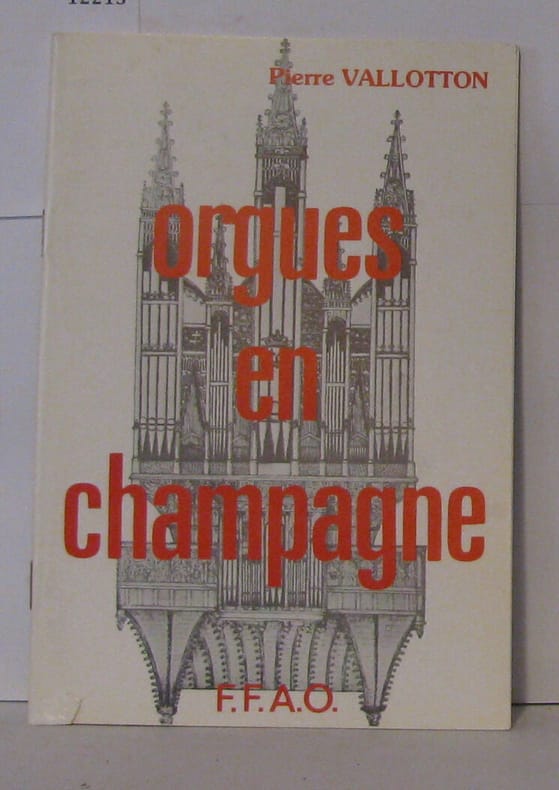 Pierre VALLOTTON
orgues
en
champagne
F.F.A.O.